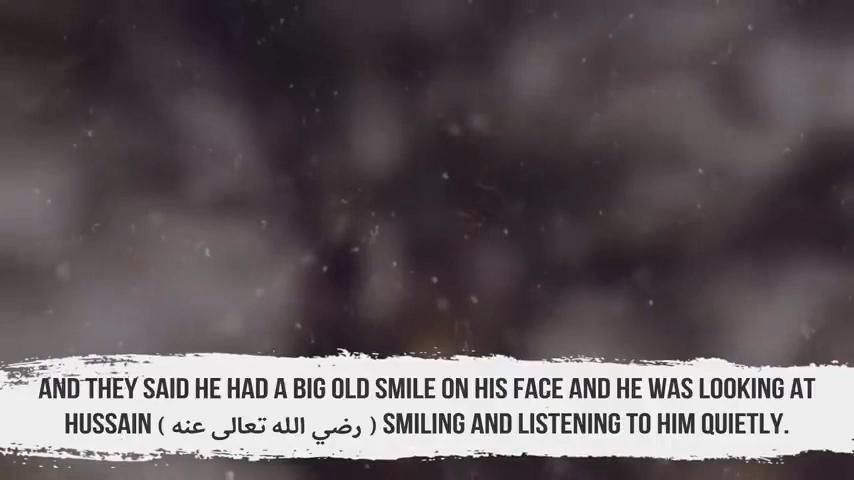 AND THEY SAID HE HAD A BIG OLD SMILE ON HIS FACE AND HE WAS LOOKING AT
HUSSAIN ( رضي الله تعالى عنه ) SMILING AND LISTENING TO HIM QUIETLY.